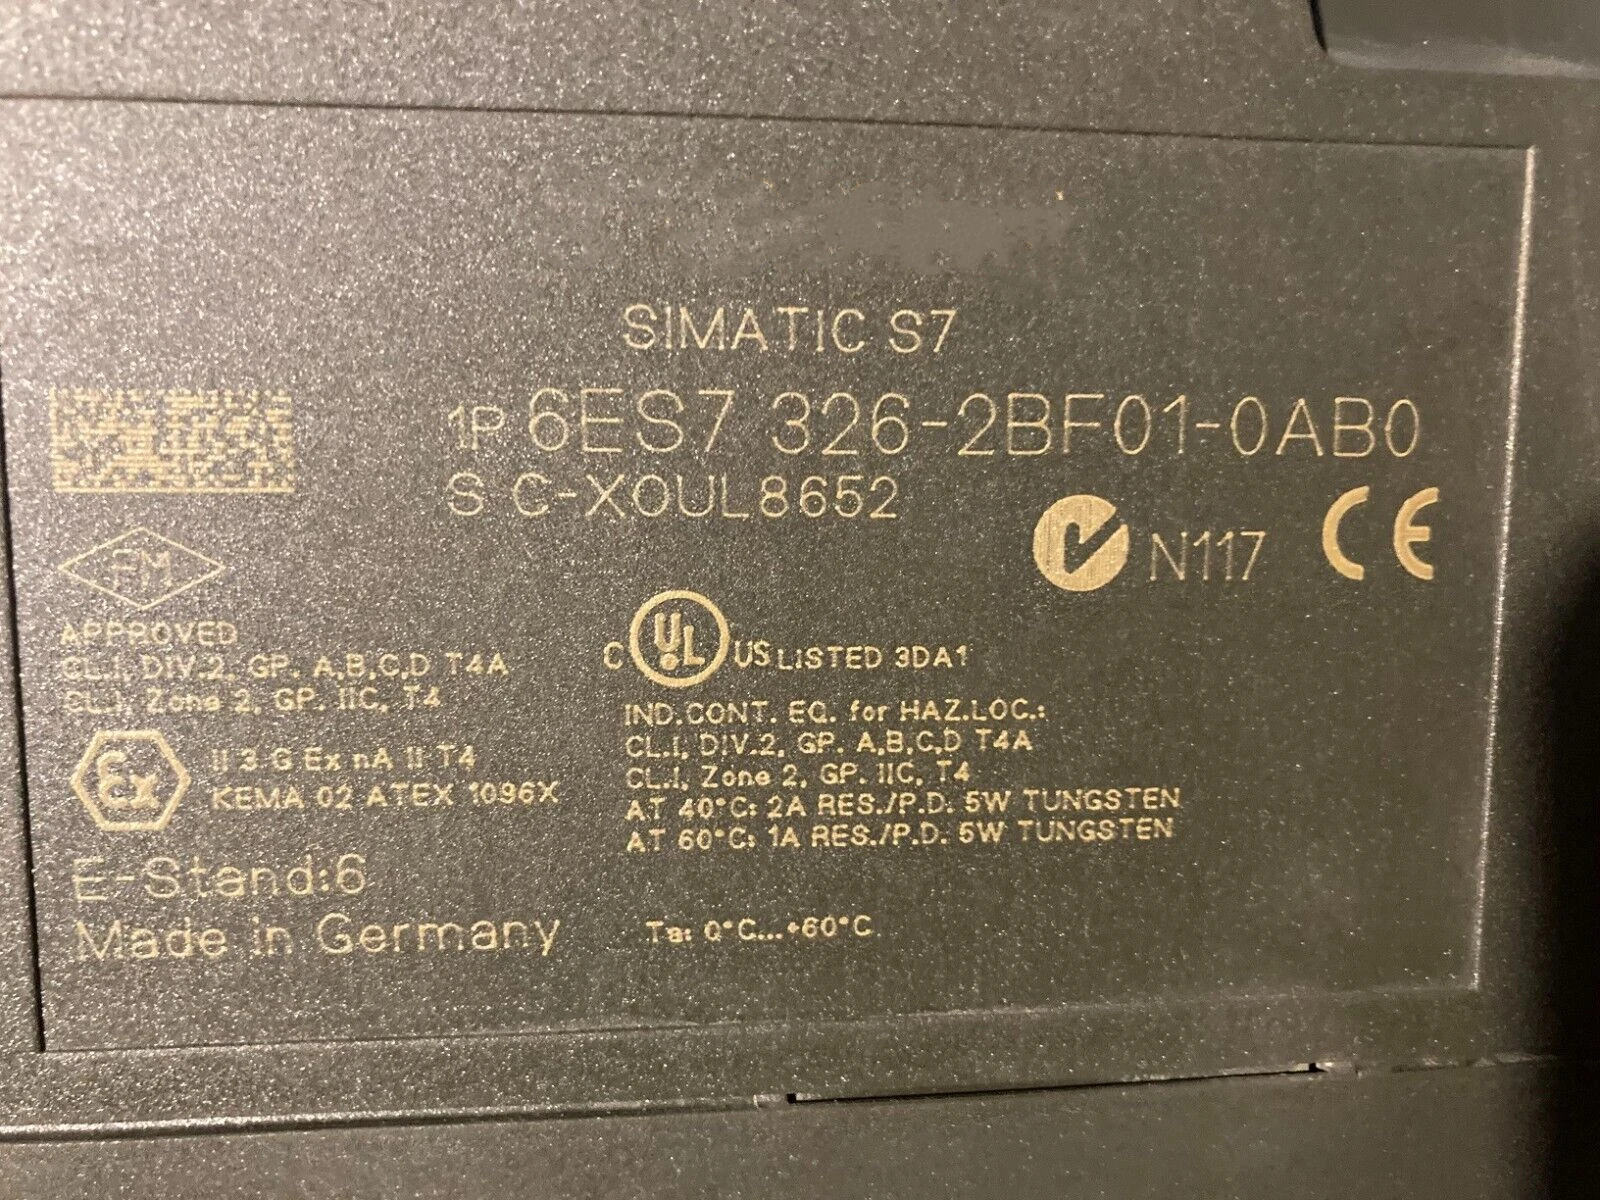 SIMATIC S7
1P 6ES7 326-2BF01-0AB0
S C-X0UL8652
N117 CE
FM
APPROVED
CL.I, DIV.2, GP. A,B,C,D T4A
CL.I, Zone 2, GP. IIC, T4
Ex II 3 G Ex nA II T4
KEMA 02 ATEX 1096X
E-Stand:6
Made in Germany
C UL US LISTED 3DA1
IND.CONT. EQ. for HAZ.LOC.:
CL.I, DIV.2, GP. A,B,C,D T4A
CL.I, Zone 2, GP. IIC, T4
AT 40°C: 2A RES./P.D. 5W TUNGSTEN
AT 60°C: 1A RES./P.D. 5W TUNGSTEN
Ta: 0°C...+60°C